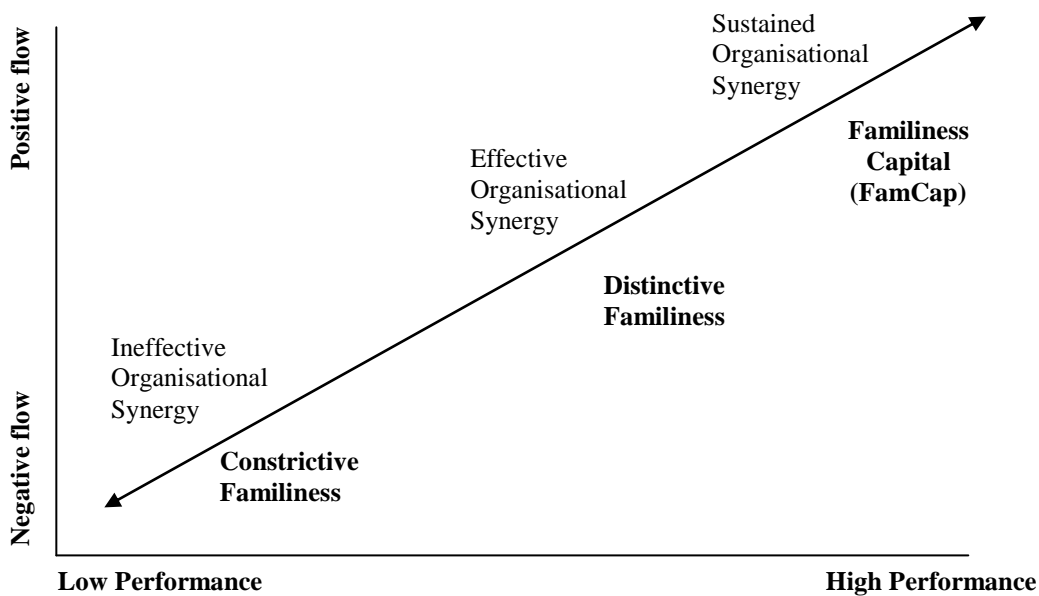 Positive flow
Sustained
Organisational
Synergy
Familiness
Capital
(FamCap)
Effective
Organisational
Synergy
Distinctive
Familiness
Ineffective
Organisational
Synergy
Constrictive
Familiness
Negative flow
Low Performance
High Performance